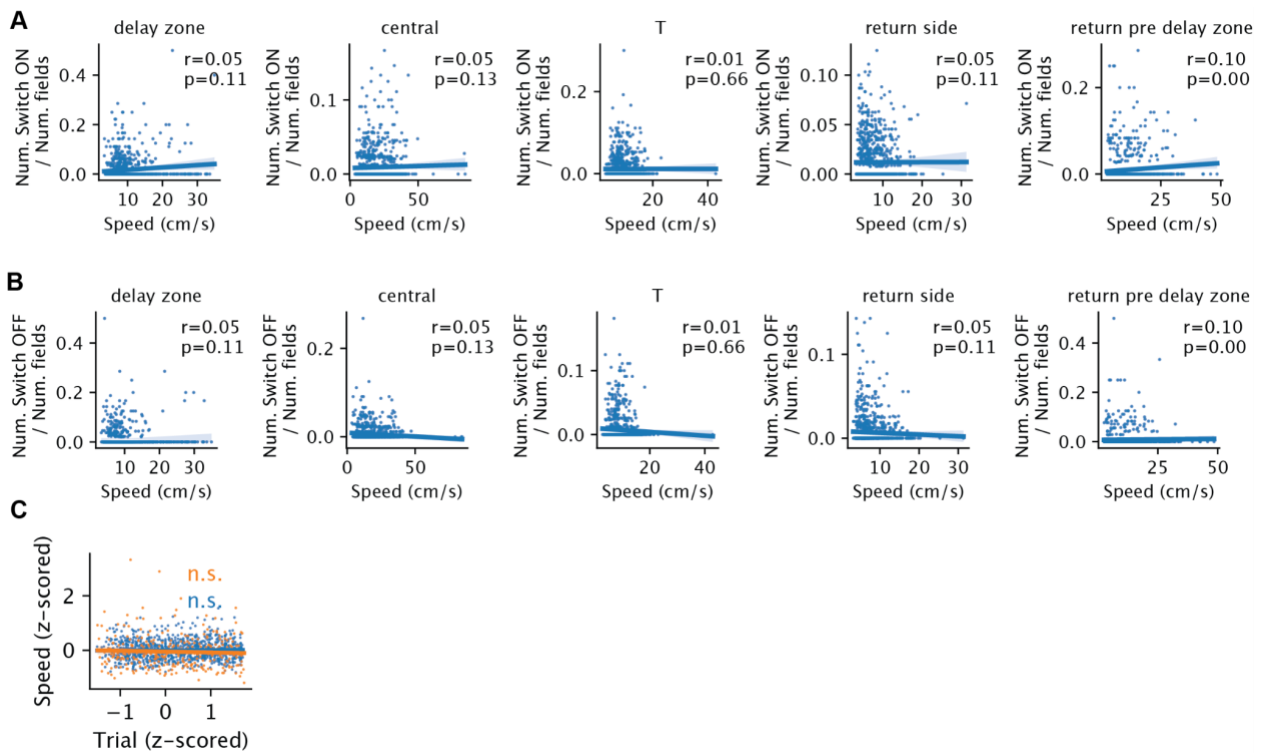 A
delay zone
central
T
return side
return pre delay zone
Num. Switch ON
/ Num. fields
0.4
0.2
0.0
r=0.05
p=0.11
10 20 30
Speed (cm/s)
Num. Switch ON
/ Num. fields
0.1
0.0
r=0.05
p=0.13
0 50
Speed (cm/s)
Num. Switch ON
/ Num. fields
0.2
0.0
r=0.01
p=0.66
20 40
Speed (cm/s)
Num. Switch ON
/ Num. fields
0.10
0.05
0.00
r=0.05
p=0.11
10 20 30
Speed (cm/s)
Num. Switch ON
/ Num. fields
0.2
0.0
r=0.10
p=0.00
25 50
Speed (cm/s)
B
delay zone
central
T
return side
return pre delay zone
Num. Switch OFF
/ Num. fields
0.4
0.2
0.0
r=0.05
p=0.11
10 20 30
Speed (cm/s)
Num. Switch OFF
/ Num. fields
0.2
0.0
r=0.05
p=0.13
0 50
Speed (cm/s)
Num. Switch OFF
/ Num. fields
0.1
0.0
r=0.01
p=0.66
20 40
Speed (cm/s)
Num. Switch OFF
/ Num. fields
0.1
0.0
r=0.05
p=0.11
10 20 30
Speed (cm/s)
Num. Switch OFF
/ Num. fields
0.4
0.2
0.0
r=0.10
p=0.00
25 50
Speed (cm/s)
C
Speed (z-scored)
2
0
n.s.
n.s.
−1 0 1
Trial (z-scored)